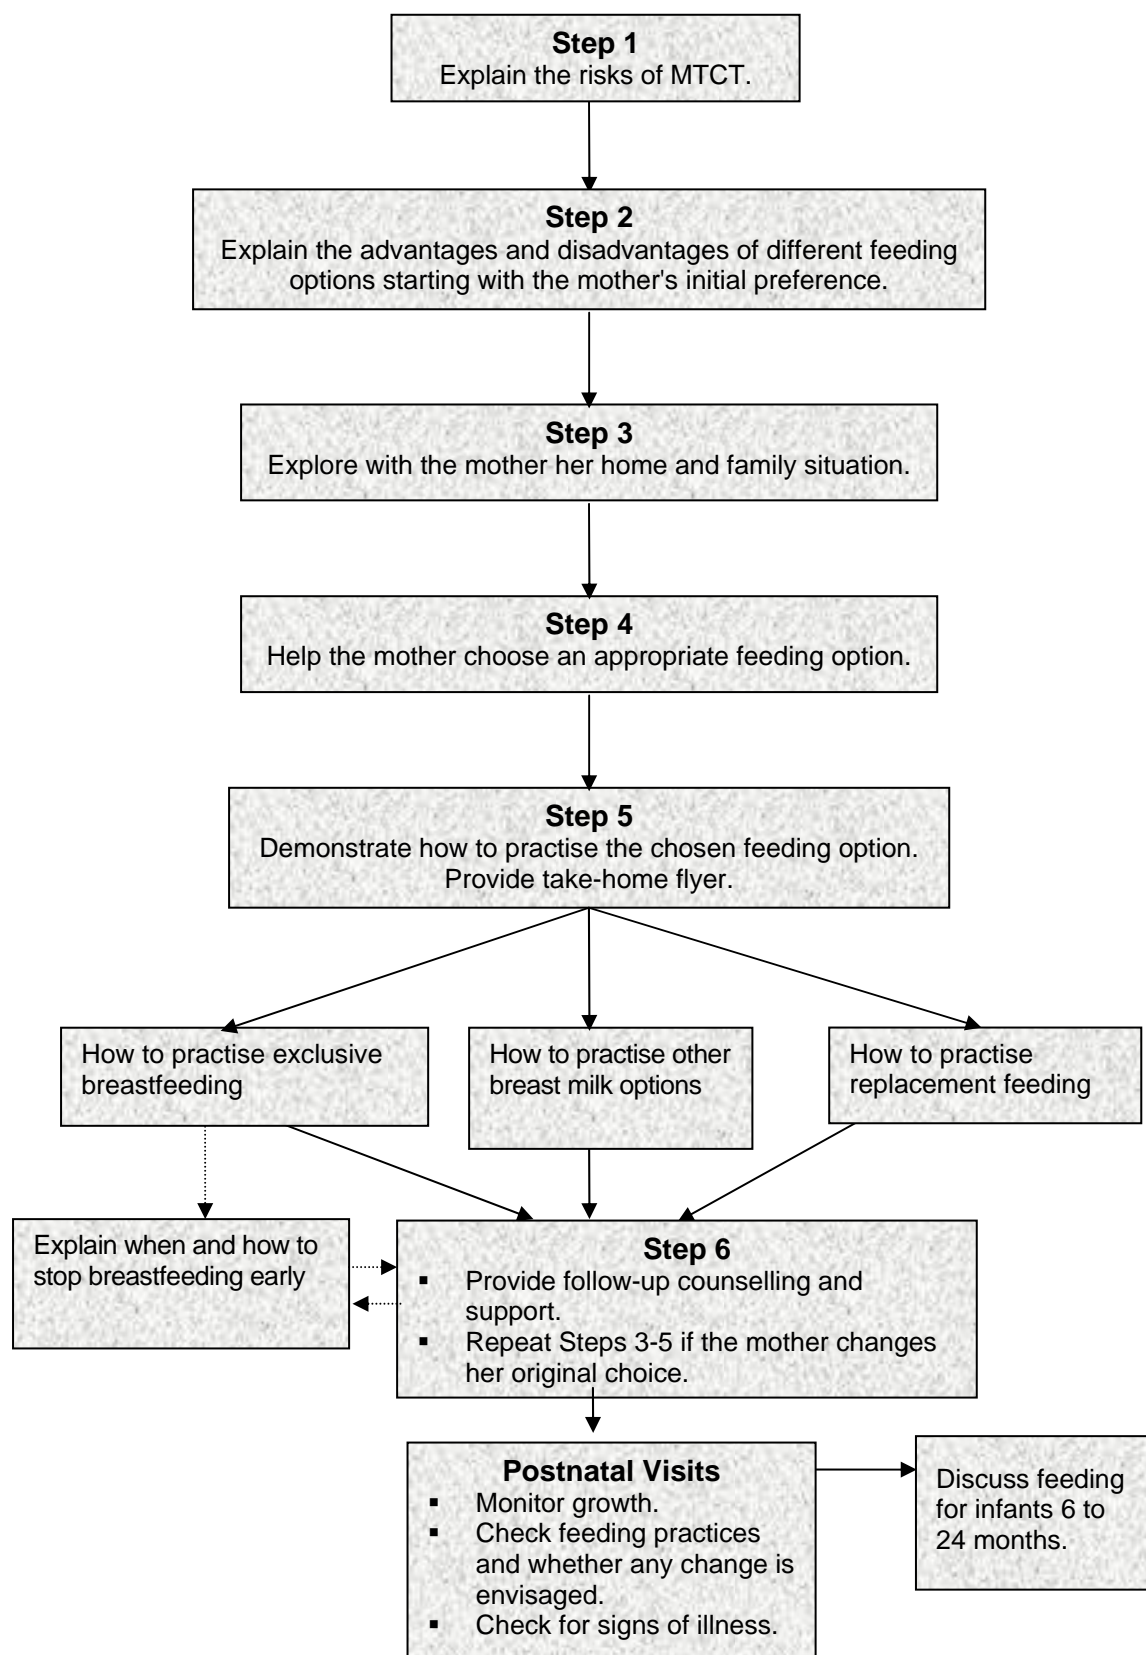 Step 1
Explain the risks of MTCT.
Step 2
Explain the advantages and disadvantages of different feeding
options starting with the mother's initial preference.
Step 3
Explore with the mother her home and family situation.
Step 4
Help the mother choose an appropriate feeding option.
Step 5
Demonstrate how to practise the chosen feeding option.
Provide take-home flyer.
How to practise exclusive
breastfeeding
How to practise other
breast milk options
How to practise
replacement feeding
Explain when and how to
stop breastfeeding early
Step 6
▪ Provide follow-up counselling and
support.
▪ Repeat Steps 3-5 if the mother changes
her original choice.
Postnatal Visits
▪ Monitor growth.
▪ Check feeding practices
and whether any change is
envisaged.
▪ Check for signs of illness.
Discuss feeding
for infants 6 to
24 months.